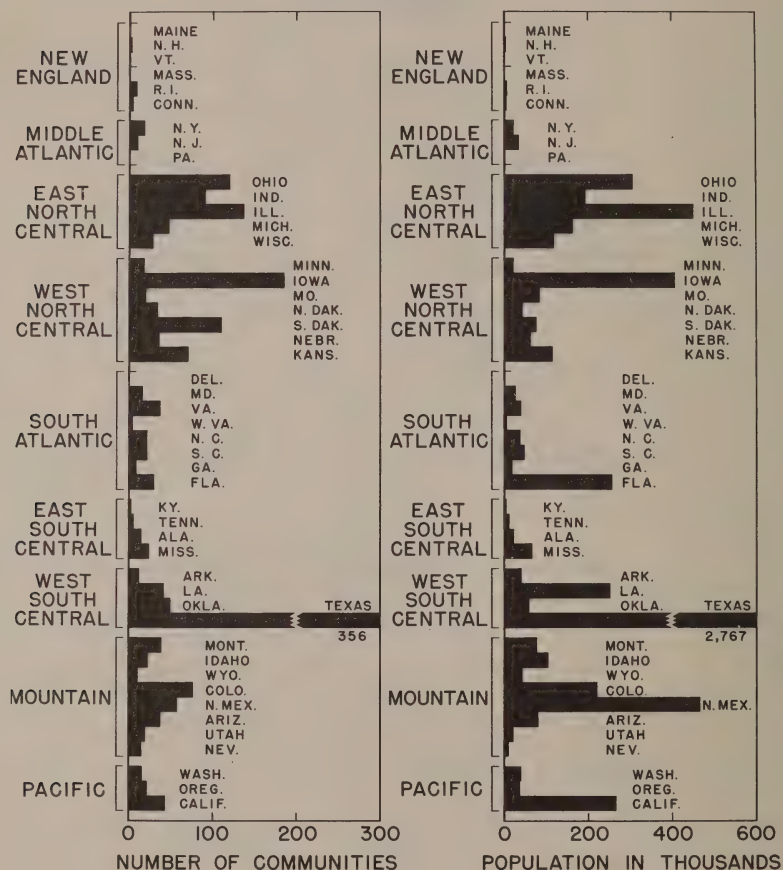 NEW
ENGLAND
MAINE
N. H.
VT.
MASS.
R. I.
CONN.
MIDDLE
ATLANTIC
N. Y.
N. J.
PA.
EAST
NORTH
CENTRAL
OHIO
IND.
ILL.
MICH.
WISC.
WEST
NORTH
CENTRAL
MINN.
IOWA
MO.
N. DAK.
S. DAK.
NEBR.
KANS.
SOUTH
ATLANTIC
DEL.
MD.
VA.
W. VA.
N. C.
S. C.
GA.
FLA.
EAST
SOUTH
CENTRAL
KY.
TENN.
ALA.
MISS.
WEST
SOUTH
CENTRAL
ARK.
LA.
OKLA.
TEXAS
356
MOUNTAIN
MONT.
IDAHO
WYO.
COLO.
N. MEX.
ARIZ.
UTAH
NEV.
PACIFIC
WASH.
OREG.
CALIF.
0 100 200 300
NUMBER OF COMMUNITIES
NEW
ENGLAND
MAINE
N. H.
VT.
MASS.
R. I.
CONN.
MIDDLE
ATLANTIC
N. Y.
N. J.
PA.
EAST
NORTH
CENTRAL
OHIO
IND.
ILL.
MICH.
WISC.
WEST
NORTH
CENTRAL
MINN.
IOWA
MO.
N. DAK.
S. DAK.
NEBR.
KANS.
SOUTH
ATLANTIC
DEL.
MD.
VA.
W. VA.
N. C.
S. C.
GA.
FLA.
EAST
SOUTH
CENTRAL
KY.
TENN.
ALA.
MISS.
WEST
SOUTH
CENTRAL
ARK.
LA.
OKLA.
TEXAS
2,767
MOUNTAIN
MONT.
IDAHO
WYO.
COLO.
N. MEX.
ARIZ.
UTAH
NEV.
PACIFIC
WASH.
OREG.
CALIF.
0 200 400 600
POPULATION IN THOUSANDS